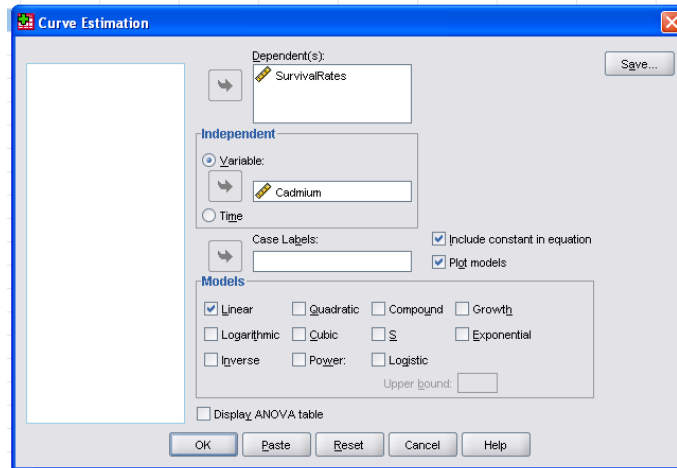 Curve Estimation
Dependent(s):
SurvivalRates
Save...
Independent
Variable:
Cadmium
Time
Case Labels:
Include constant in equation
Plot models
Models
Linear Quadratic Compound Growth
Logarithmic Cubic S Exponential
Inverse Power: Logistic
Upper bound:
Display ANOVA table
OK Paste Reset Cancel Help